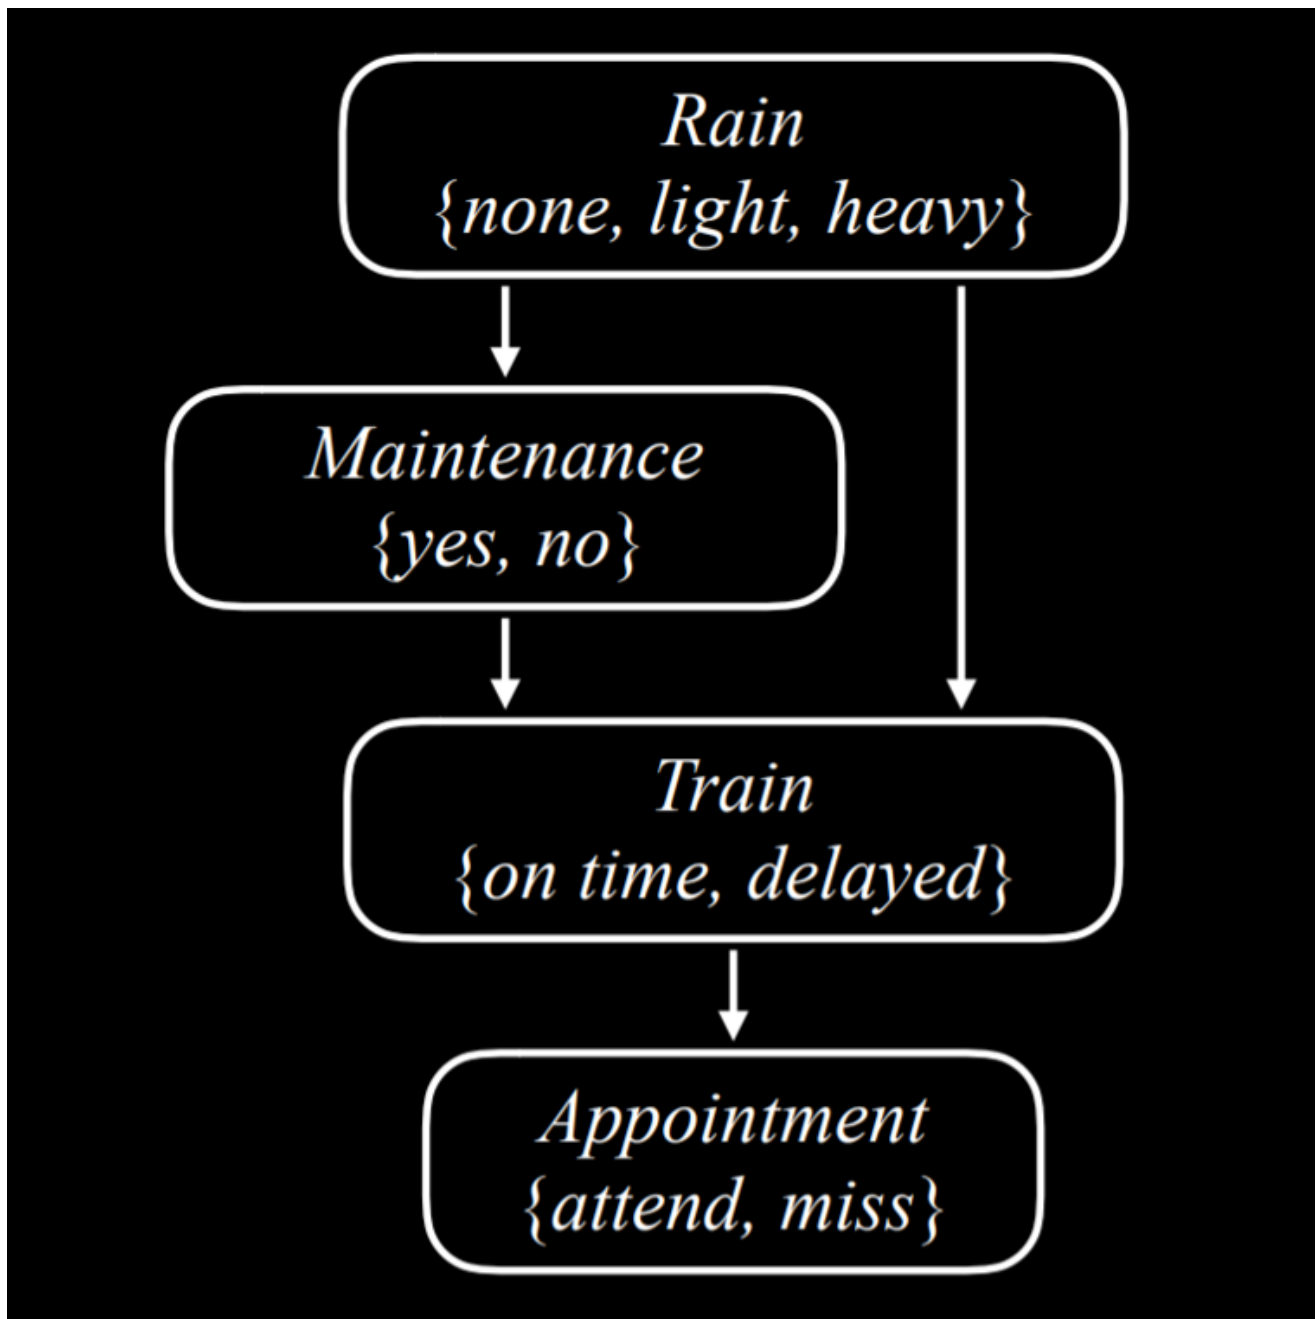 Rain
{none, light, heavy}
Maintenance
{yes, no}
Train
{on time, delayed}
Appointment
{attend, miss}